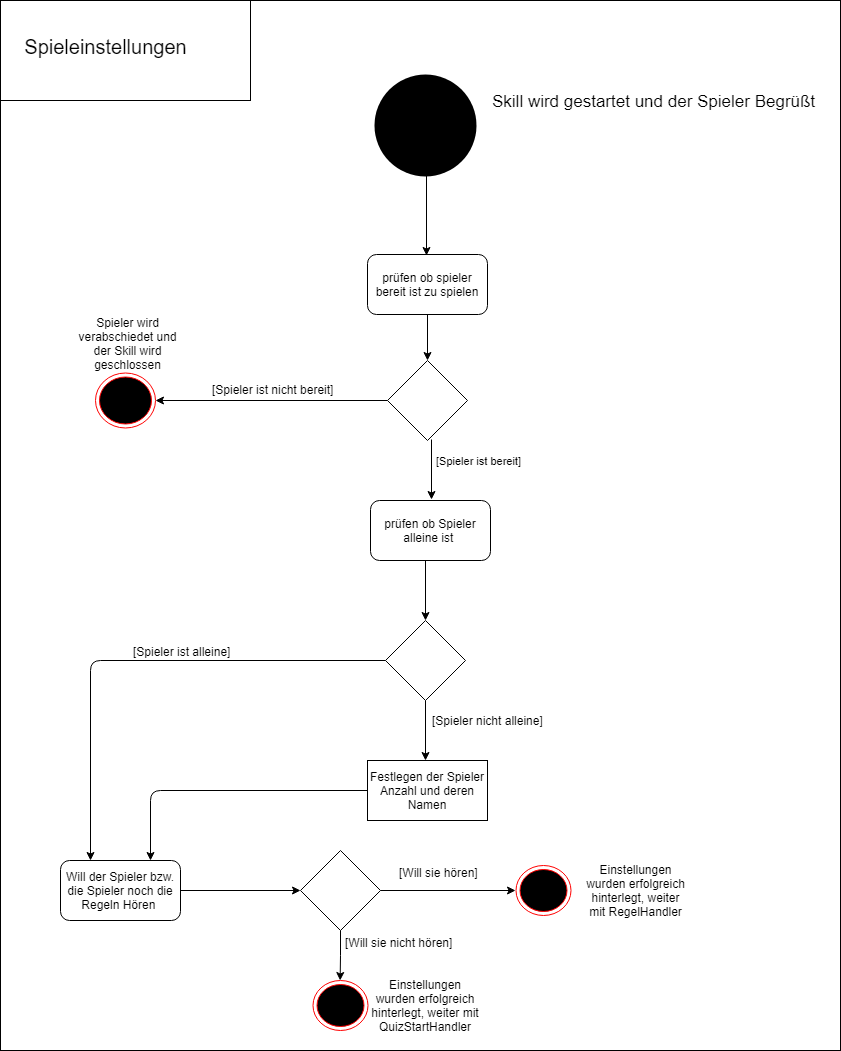 Spieleinstellungen
Skill wird gestartet und der Spieler Begrüßt
prüfen ob spieler
bereit ist zu spielen
Spieler wird
verabschiedet und
der Skill wird
geschlossen
[Spieler ist nicht bereit]
[Spieler ist bereit]
prüfen ob Spieler
alleine ist
[Spieler ist alleine]
[Spieler nicht alleine]
Festlegen der Spieler
Anzahl und deren
Namen
Will der Spieler bzw.
die Spieler noch die
Regeln Hören
[Will sie hören]
Einstellungen
wurden erfolgreich
hinterlegt, weiter
mit RegelHandler
[Will sie nicht hören]
Einstellungen
wurden erfolgreich
hinterlegt, weiter mit
QuizStartHandler